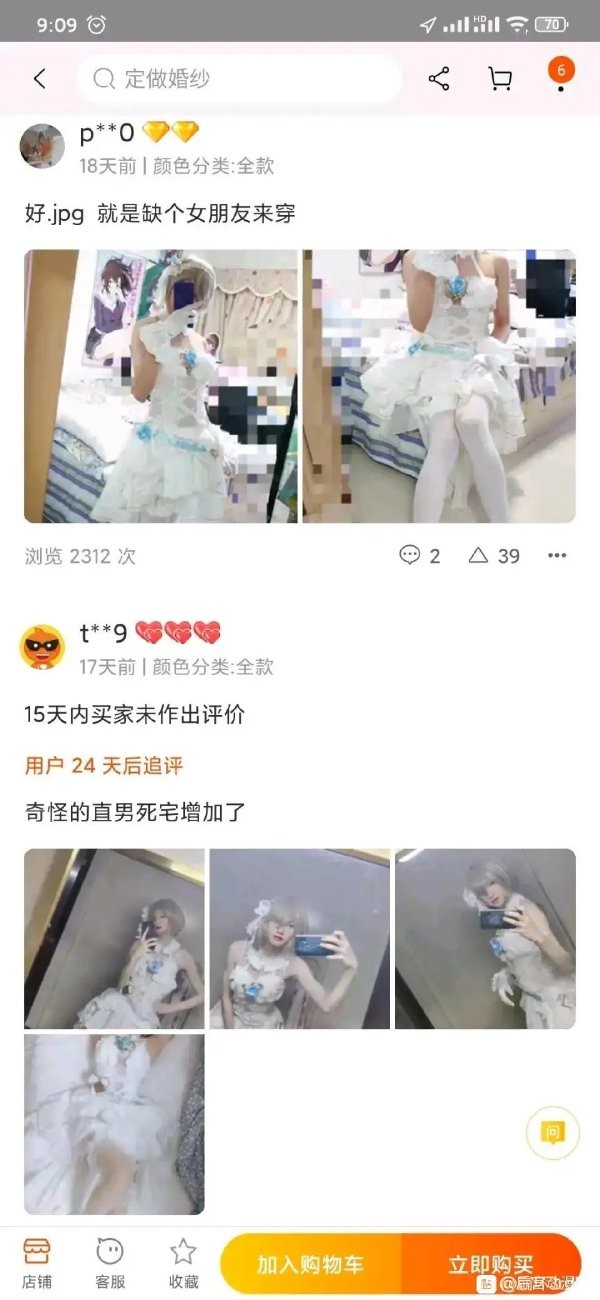 9:09
HD
70
定做婚纱
6
p**0
18天前 | 颜色分类:全款
好.jpg 就是缺个女朋友来穿
浏览 2312 次
2
39
t**9
17天前 | 颜色分类:全款
15天内买家未作出评价
用户 24 天后追评
奇怪的直男死宅增加了
问
店铺
客服
收藏
加入购物车
立即购买
贴